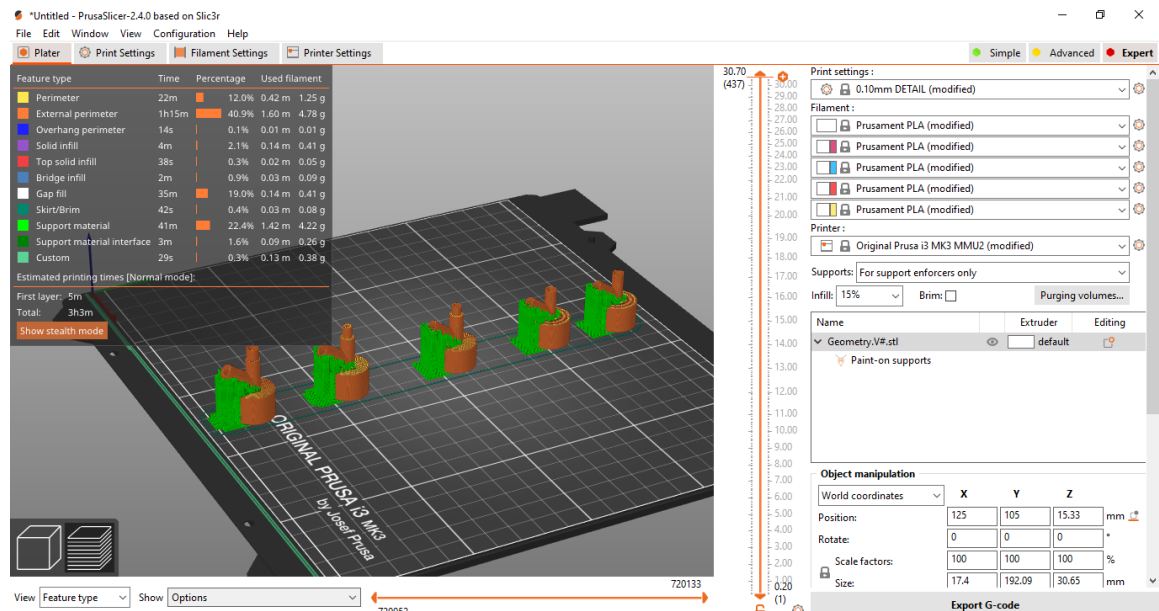 *Untitled - PrusaSlicer-2.4.0 based on Slic3r
File Edit Window View Configuration Help
Plater Print Settings Filament Settings Printer Settings Simple Advanced Expert
Feature type Time Percentage Used filament
Perimeter 22m 12.0% 0.42 m 1.25 g
External perimeter 1h15m 40.9% 1.60 m 4.78 g
Overhang perimeter 14s 0.1% 0.01 m 0.01 g
Solid infill 4m 2.1% 0.14 m 0.41 g
Top solid infill 38s 0.3% 0.02 m 0.05 g
Bridge infill 2m 0.9% 0.03 m 0.09 g
Gap fill 35m 19.0% 0.14 m 0.41 g
Skirt/Brim 42s 0.4% 0.03 m 0.08 g
Support material 41m 22.4% 1.42 m 4.22 g
Support material interface 3m 1.6% 0.09 m 0.26 g
Custom 29s 0.3% 0.13 m 0.38 g
Estimated printing times [Normal mode]:
First layer: 5m
Total: 3h3m
Show stealth mode
ORIGINAL PRUSA i3 MK3
by Josef Prusa
30.70
(437)
30.00
29.00
28.00
27.00
26.00
25.00
24.00
23.00
22.00
21.00
20.00
19.00
18.00
17.00
16.00
15.00
14.00
13.00
12.00
11.00
10.00
9.00
8.00
7.00
6.00
5.00
4.00
3.00
2.00
1.00
0.20
(1)
Print settings :
0.10mm DETAIL (modified)
Filament :
Prusament PLA (modified)
Prusament PLA (modified)
Prusament PLA (modified)
Prusament PLA (modified)
Prusament PLA (modified)
Printer :
Original Prusa i3 MK3 MMU2 (modified)
Supports: For support enforcers only
Infill: 15% Brim: Purging volumes...
Name Extruder Editing
Geometry.V#.stl default
Paint-on supports
Object manipulation
World coordinates X Y Z
Position: 125 105 15.33 mm
Rotate: 0 0 0 °
Scale factors: 100 100 100 %
Size: 17.4 192.09 30.65 mm
Export G-code
View Feature type Show Options
720133